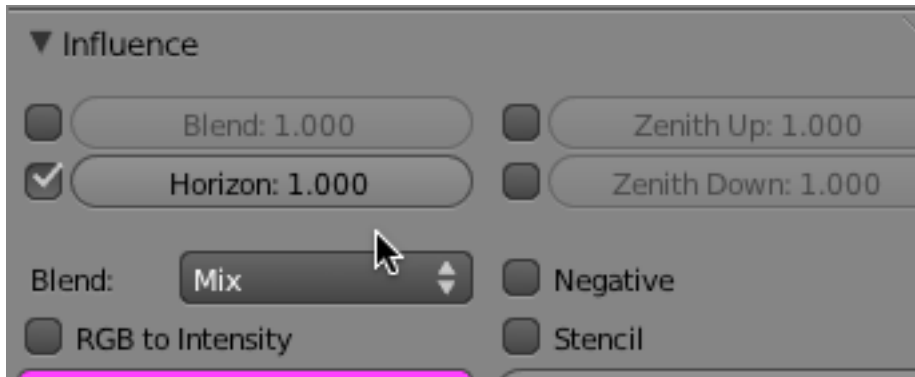 Influence
Blend: 1.000 Zenith Up: 1.000
Horizon: 1.000 Zenith Down: 1.000
Blend: Mix Negative
RGB to Intensity Stencil